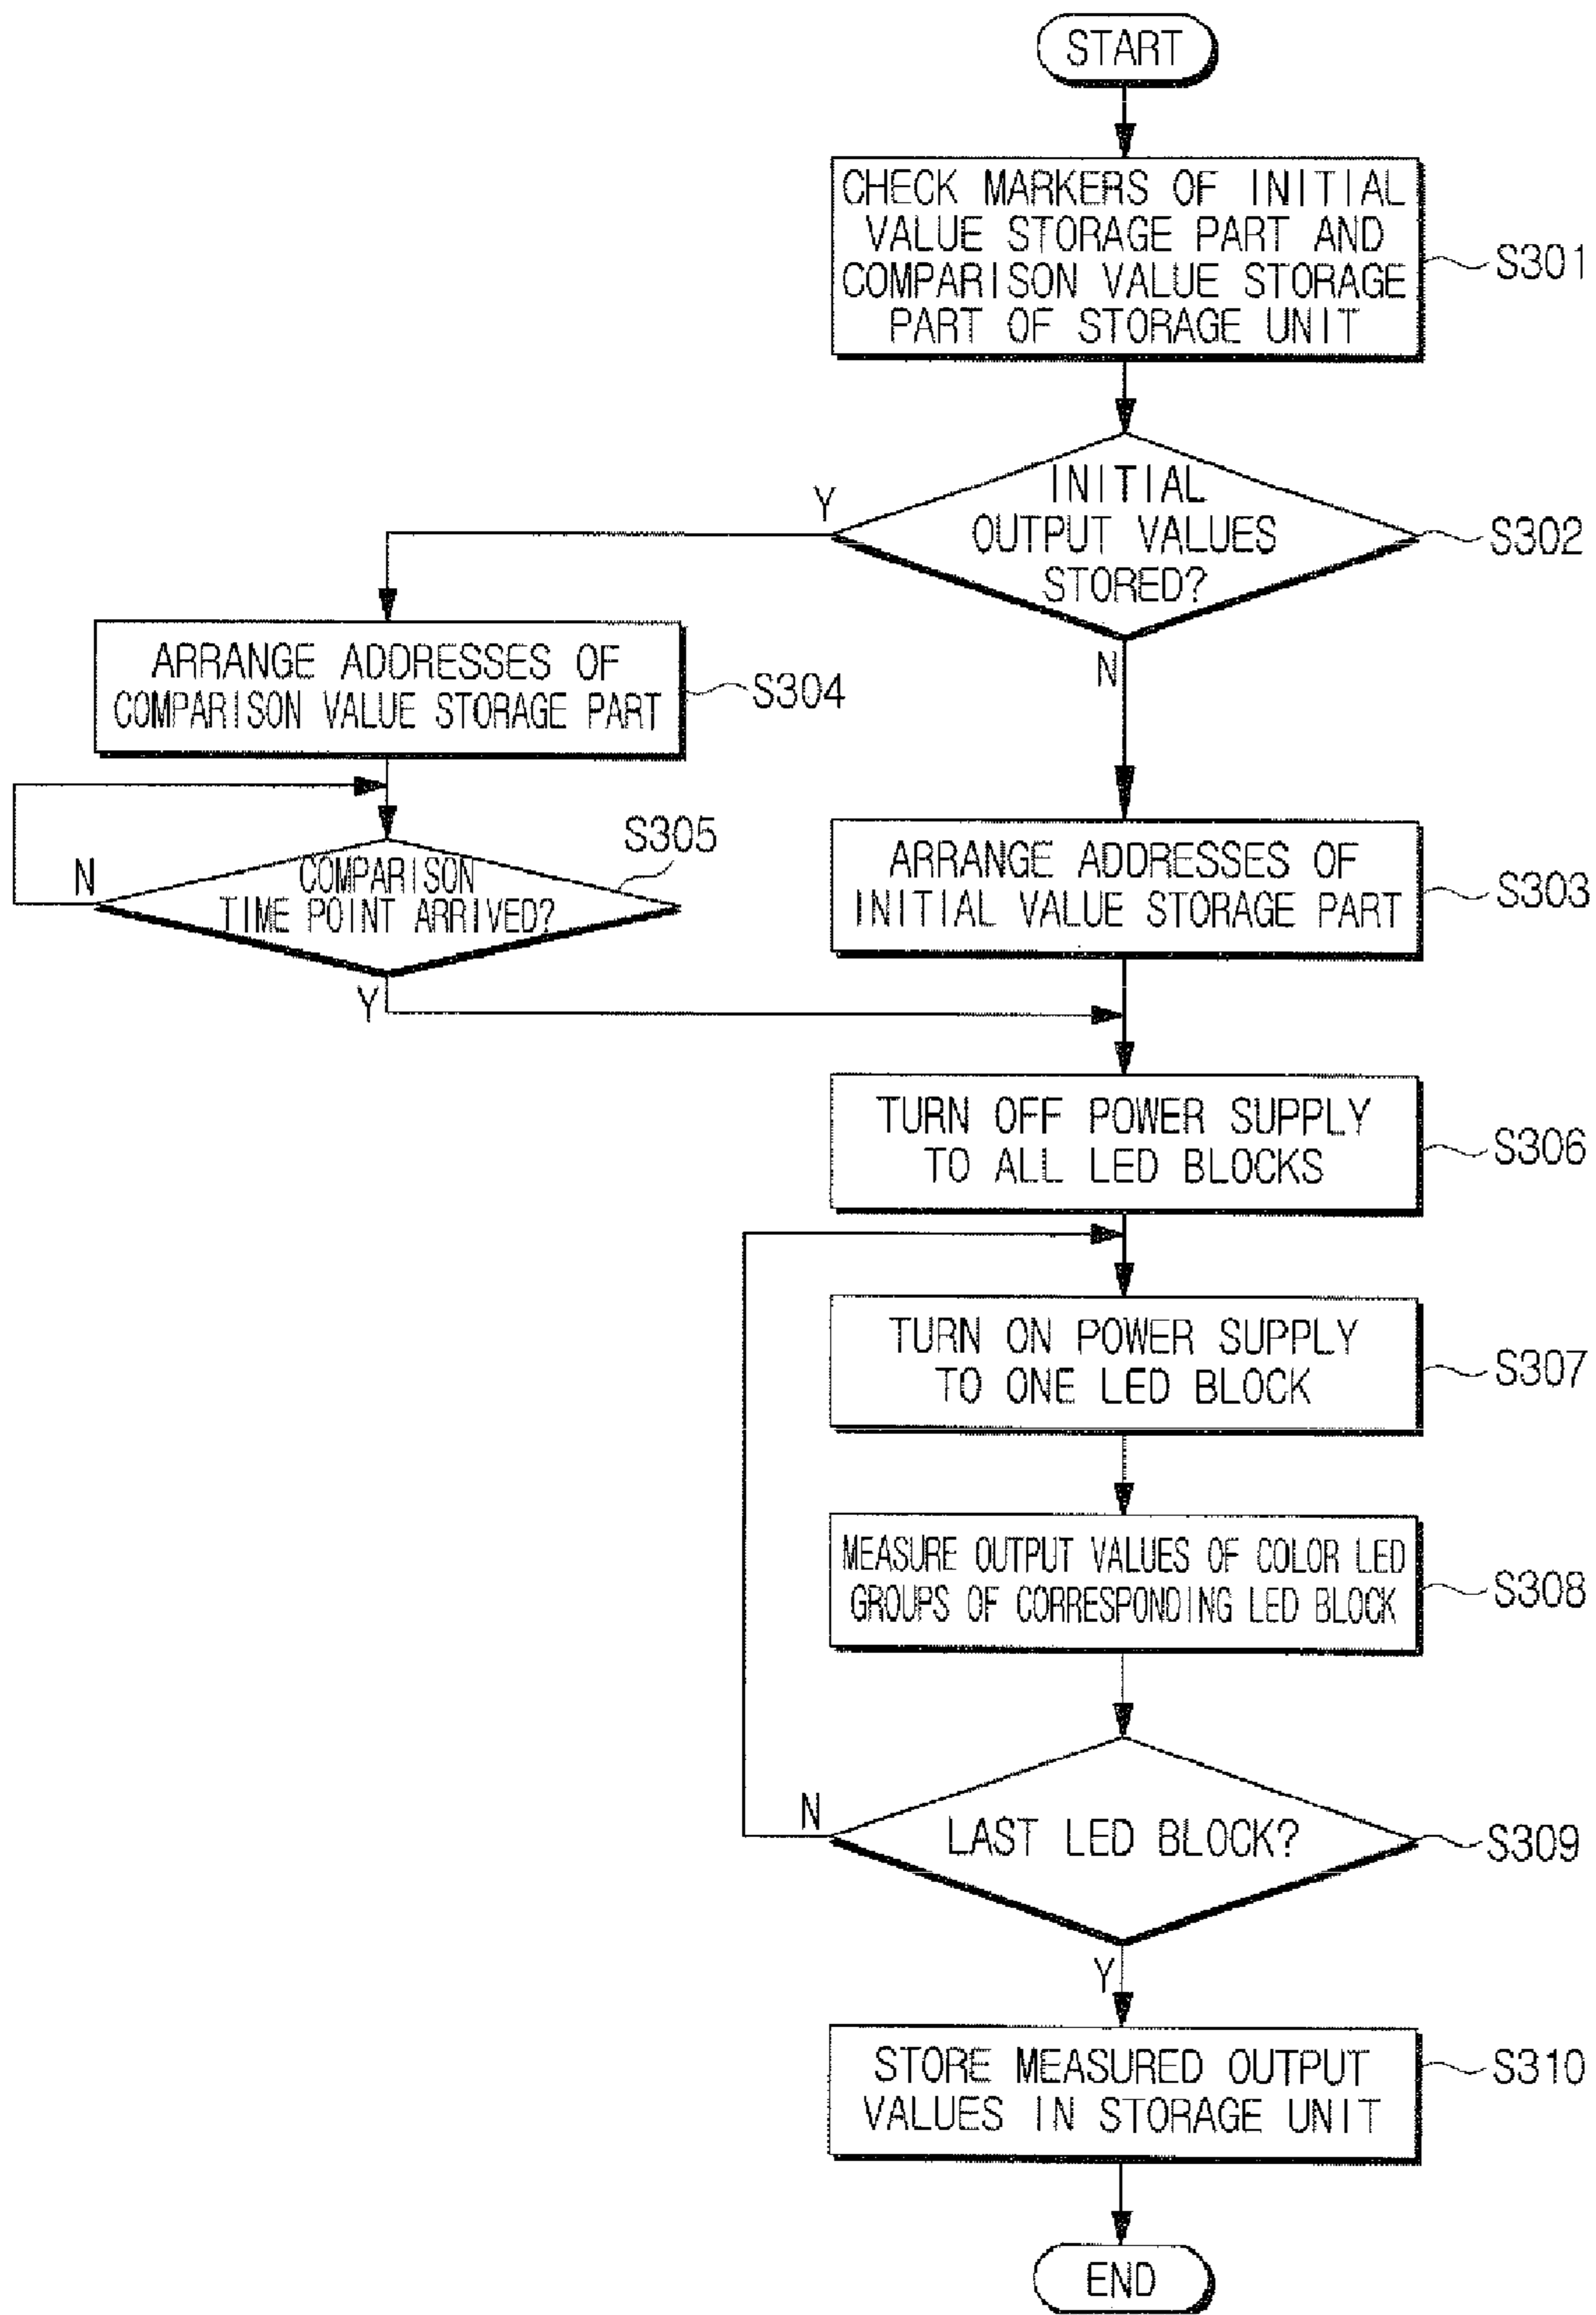 START
CHECK MARKERS OF INITIAL
VALUE STORAGE PART AND
COMPARISON VALUE STORAGE
PART OF STORAGE UNIT
S301
INITIAL
OUTPUT VALUES
STORED?
S302
Y
N
ARRANGE ADDRESSES OF
COMPARISON VALUE STORAGE PART
S304
COMPARISON
TIME POINT ARRIVED?
S305
N
Y
ARRANGE ADDRESSES OF
INITIAL VALUE STORAGE PART
S303
TURN OFF POWER SUPPLY
TO ALL LED BLOCKS
S306
TURN ON POWER SUPPLY
TO ONE LED BLOCK
S307
MEASURE OUTPUT VALUES OF COLOR LED
GROUPS OF CORRESPONDING LED BLOCK
S308
LAST LED BLOCK?
S309
N
Y
STORE MEASURED OUTPUT
VALUES IN STORAGE UNIT
S310
END